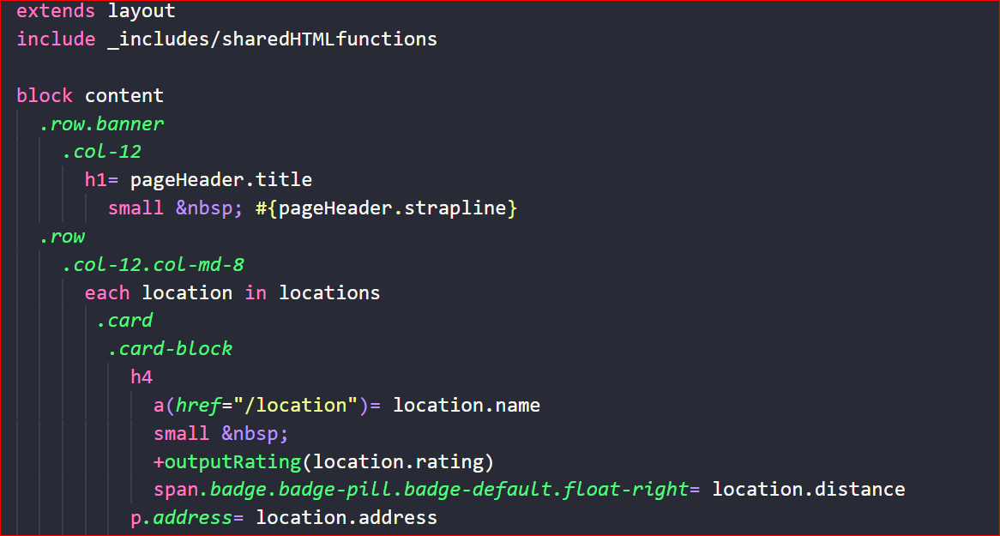 extends layout
include _includes/sharedHTMLfunctions
block content
.row.banner
.col-12
h1= pageHeader.title
small &nbsp; #{pageHeader.strapline}
.row
.col-12.col-md-8
each location in locations
.card
.card-block
h4
a(href="/location")= location.name
small &nbsp;
+outputRating(location.rating)
span.badge.badge-pill.badge-default.float-right= location.distance
p.address= location.address